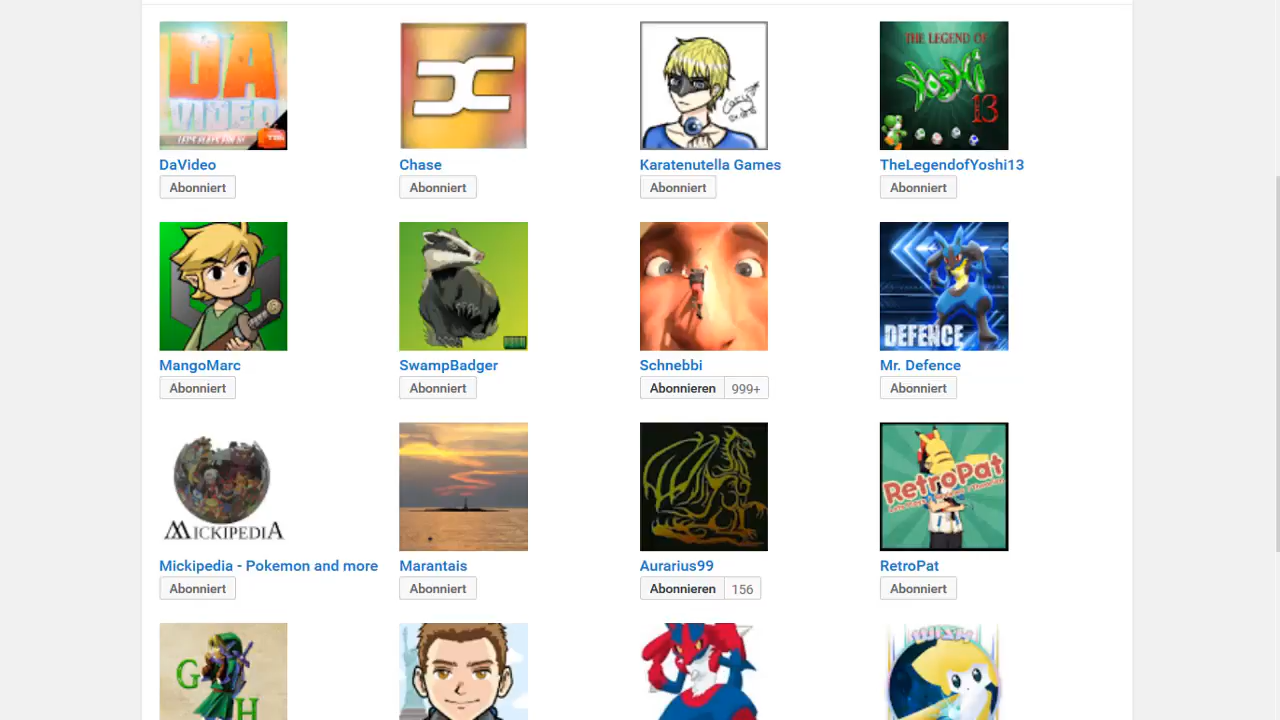 DA
VIDEO
THE LEGEND OF
YOSHI
13
DaVideo
Chase
Karatenutella Games
TheLegendofYoshi13
Abonniert
Abonniert
Abonniert
Abonniert
DEFENCE
MangoMarc
SwampBadger
Schnebbi
Mr. Defence
Abonniert
Abonniert
Abonnieren 999+
Abonniert
MICKIPEDIA
RetroPat
Mickipedia - Pokemon and more
Marantais
Aurarius99
RetroPat
Abonniert
Abonniert
Abonnieren 156
Abonniert
G
H